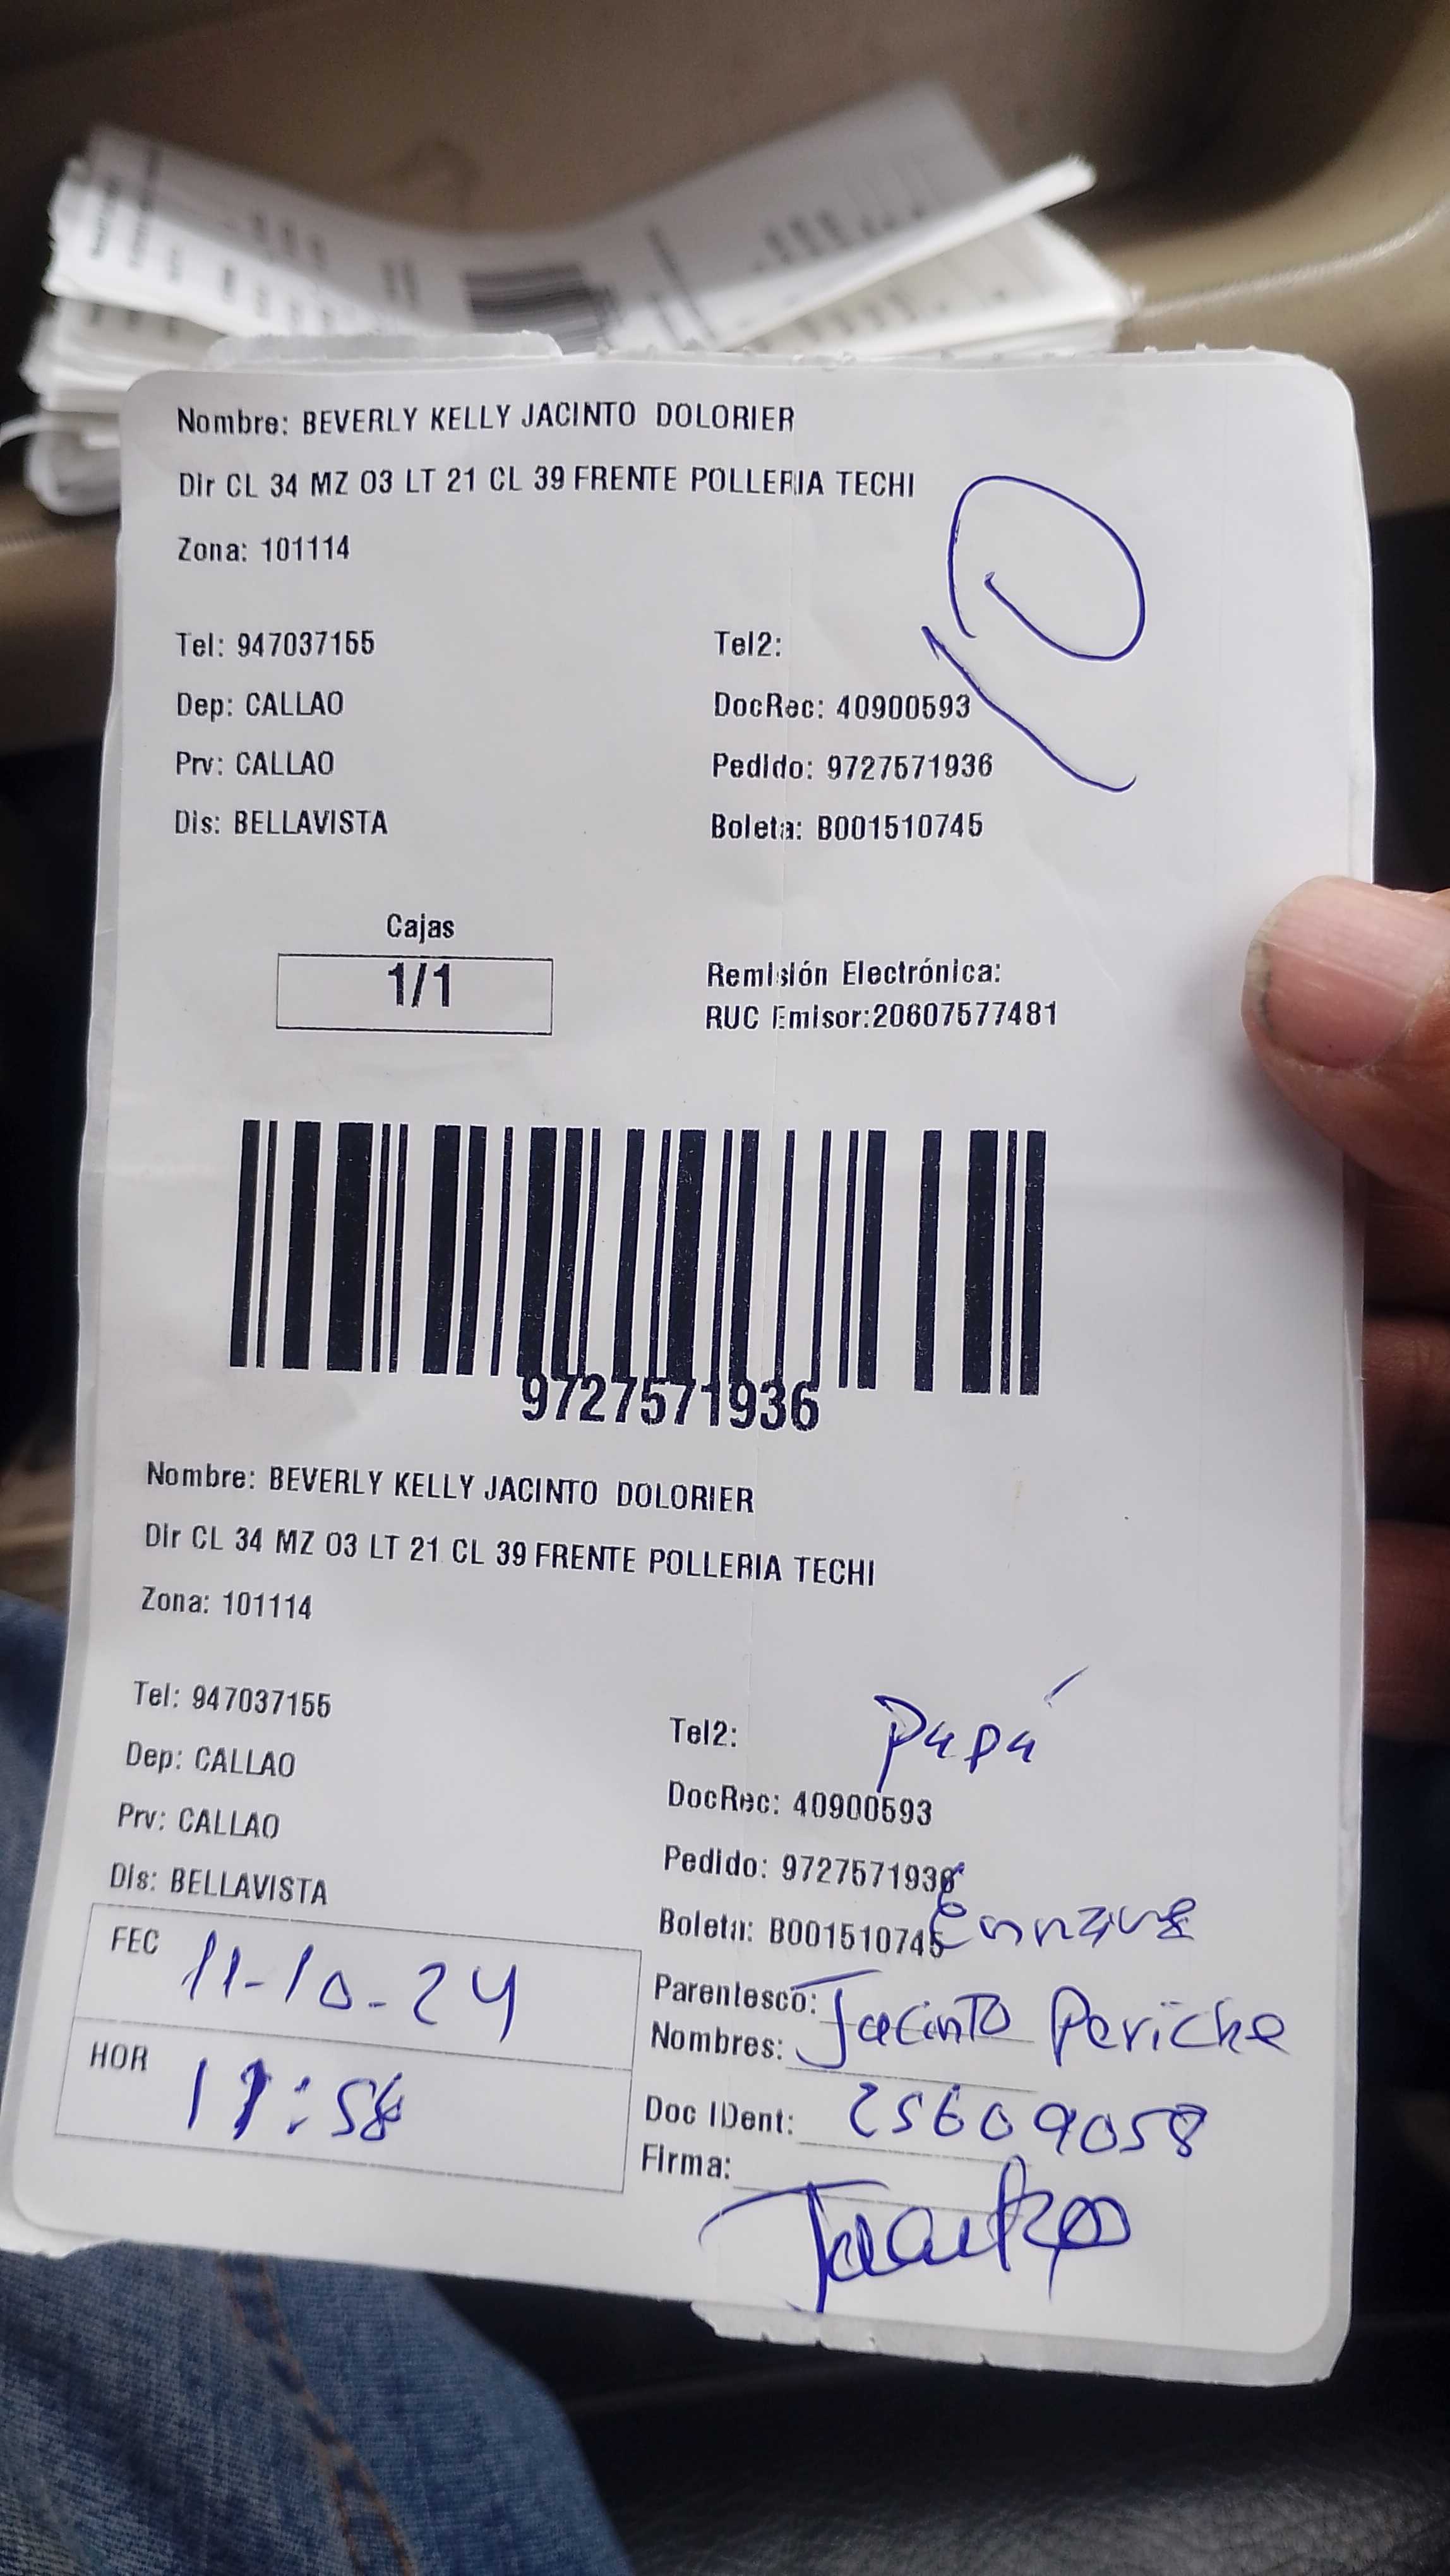 Nombre: BEVERLY KELLY JACINTO DOLORIER
Dir CL 34 MZ O3 LT 21 CL 39 FRENTE POLLERIA TECHI
Zona: 101114
Tel: 947037155 Tel2:
Dep: CALLAO DocRec: 40900593
Prv: CALLAO Pedido: 9727571936
Dis: BELLAVISTA Boleta: B001510745
Cajas
1/1
Remisión Electrónica:
RUC Emisor:20607577481
9727571936
Nombre: BEVERLY KELLY JACINTO DOLORIER
Dir CL 34 MZ O3 LT 21 CL 39 FRENTE POLLERIA TECHI
Zona: 101114
Tel: 947037155 Tel2: papá
Dep: CALLAO DocRec: 40900593
Prv: CALLAO Pedido: 9727571936
Dis: BELLAVISTA Boleta: B001510745
FEC 11-10-24
HOR
Parentesco:
Nombres: Jacinto Periche
Doc IDent: 25609058
Firma: